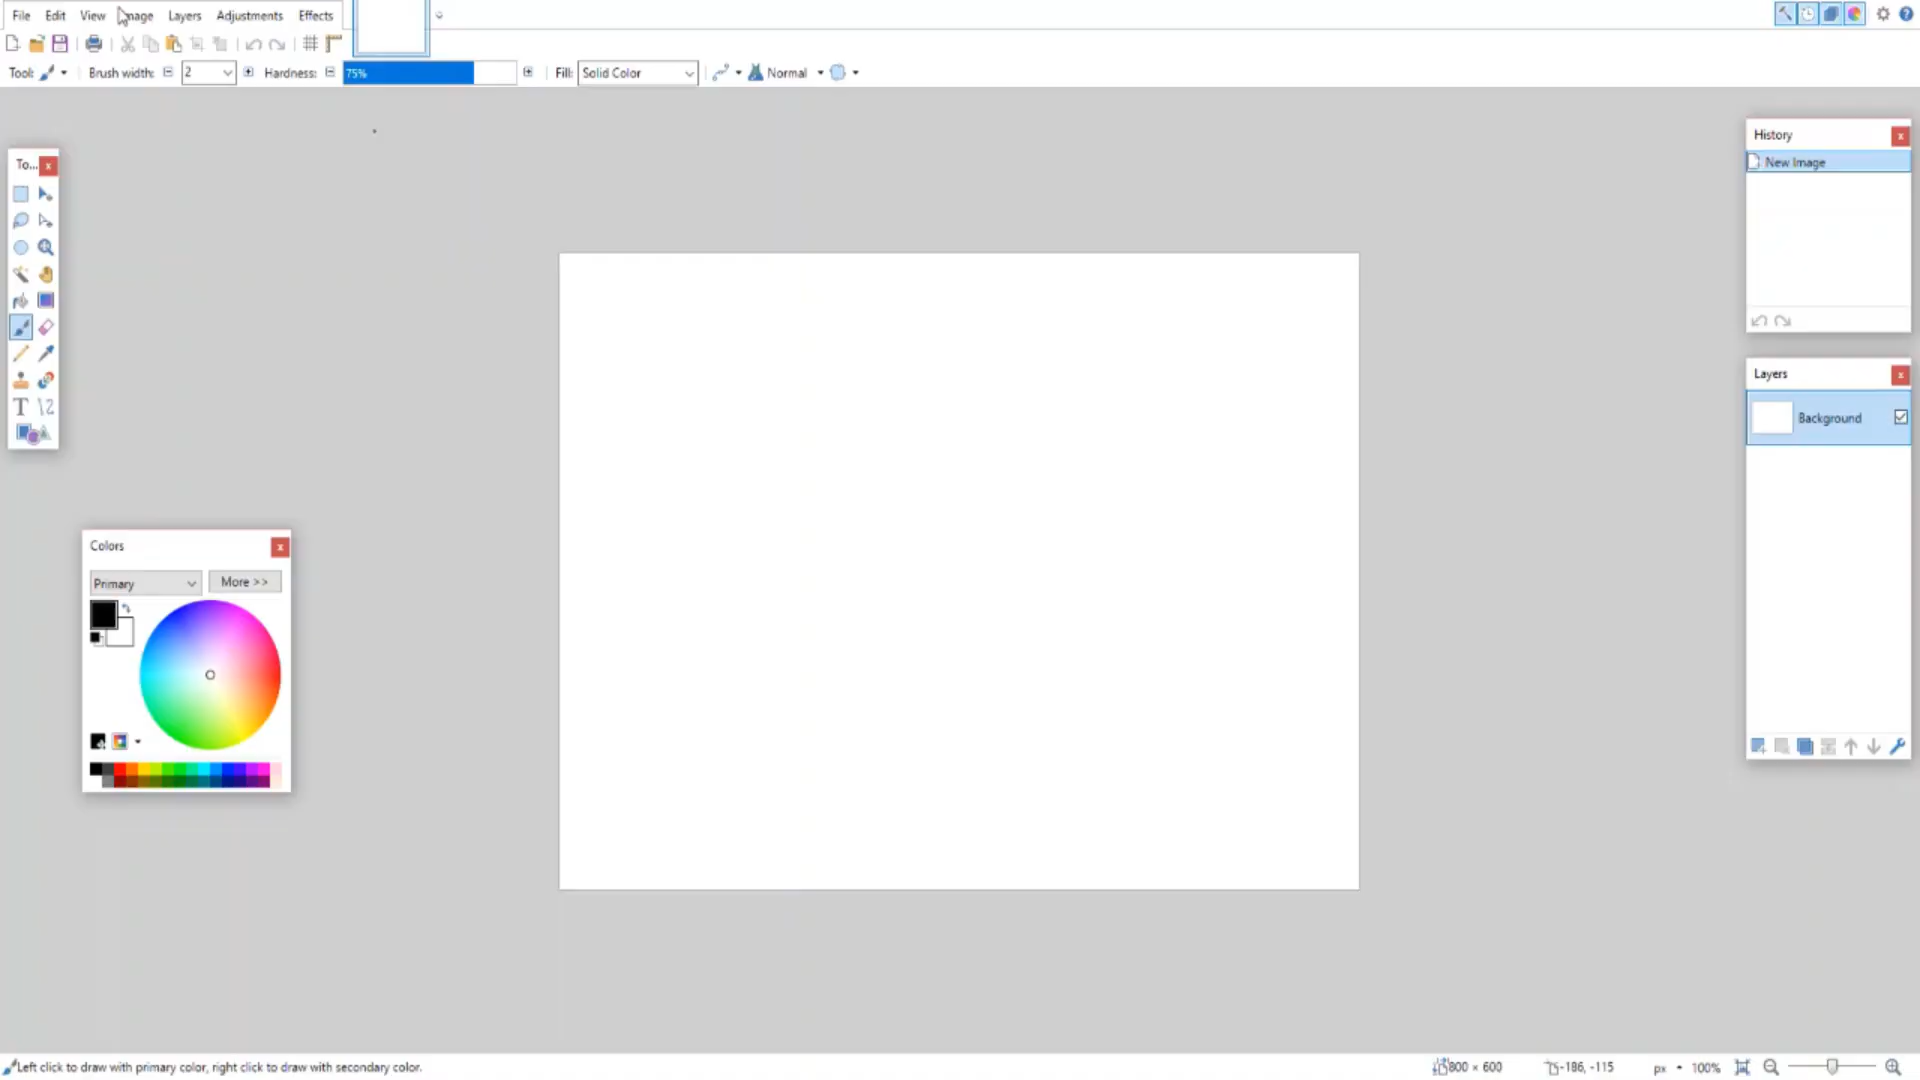 File Edit View Image Layers Adjustments Effects
Tool: Brush width: 2 Hardness: 75% Fill: Solid Color Normal
To...
History
New Image
Layers
Background
Colors
Primary More >>
Left click to draw with primary color, right click to draw with secondary color.
800 × 600 -186, -115 px 100%